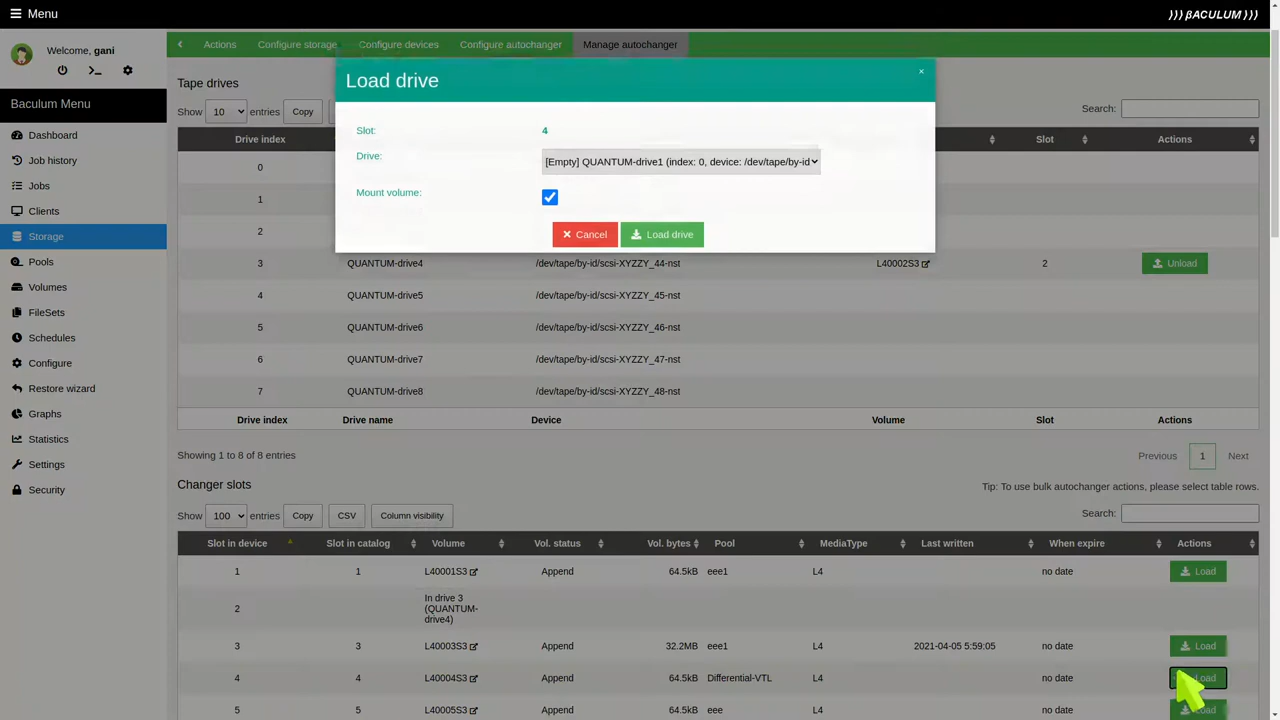 Menu
))) βACULUM )))
Welcome, gani
Baculum Menu
Dashboard
Job history
Jobs
Clients
Storage
Pools
Volumes
FileSets
Schedules
Configure
Restore wizard
Graphs
Statistics
Settings
Security
Actions Configure storage Configure devices Configure autochanger Manage autochanger
Tape drives
Show 10 entries Copy Search:
Load drive ×
Slot: 4
Drive: [Empty] QUANTUM-drive1 (index: 0, device: /dev/tape/by-id
Mount volume:
Cancel Load drive
Drive index Slot Actions
0
1
2
3 QUANTUM-drive4 /dev/tape/by-id/scsi-XYZZY_44-nst L40002S3 2 Unload
4 QUANTUM-drive5 /dev/tape/by-id/scsi-XYZZY_45-nst
5 QUANTUM-drive6 /dev/tape/by-id/scsi-XYZZY_46-nst
6 QUANTUM-drive7 /dev/tape/by-id/scsi-XYZZY_47-nst
7 QUANTUM-drive8 /dev/tape/by-id/scsi-XYZZY_48-nst
Drive index Drive name Device Volume Slot Actions
Showing 1 to 8 of 8 entries Previous 1 Next
Changer slots Tip: To use bulk autochanger actions, please select table rows.
Show 100 entries Copy CSV Column visibility Search:
Slot in device Slot in catalog Volume Vol. status Vol. bytes Pool MediaType Last written When expire Actions
1 1 L40001S3 Append 64.5kB eee1 L4 no date Load
2 In drive 3
(QUANTUM-
drive4)
3 3 L40003S3 Append 32.2MB eee1 L4 2021-04-05 5:59:05 no date Load
4 4 L40004S3 Append 64.5kB Differential-VTL L4 no date Load
5 5 L40005S3 Append 64.5kB eee L4 no date Load